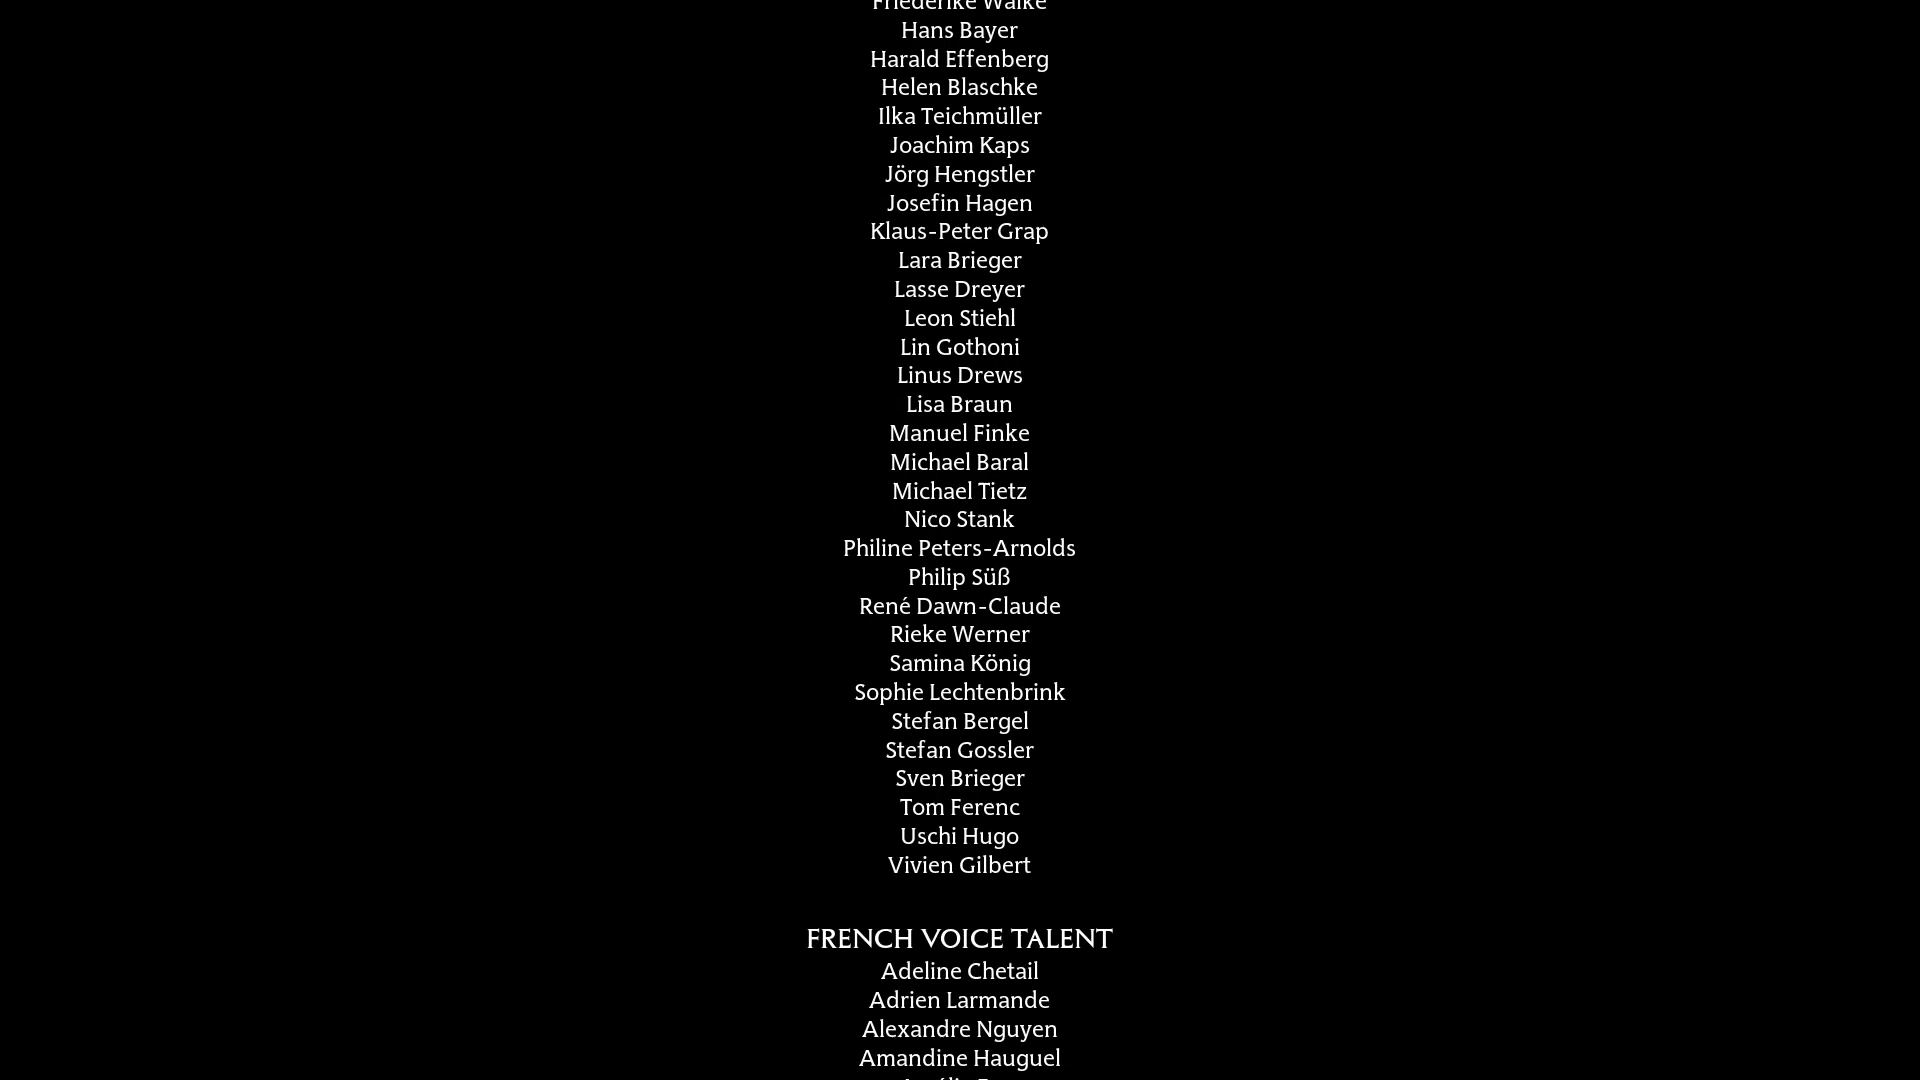 Friederike Walke
Hans Bayer
Harald Effenberg
Helen Blaschke
Ilka Teichmüller
Joachim Kaps
Jörg Hengstler
Josefin Hagen
Klaus-Peter Grap
Lara Brieger
Lasse Dreyer
Leon Stiehl
Lin Gothoni
Linus Drews
Lisa Braun
Manuel Finke
Michael Baral
Michael Tietz
Nico Stank
Philine Peters-Arnolds
Philip Süß
René Dawn-Claude
Rieke Werner
Samina König
Sophie Lechtenbrink
Stefan Bergel
Stefan Gossler
Sven Brieger
Tom Ferenc
Uschi Hugo
Vivien Gilbert
FRENCH VOICE TALENT
Adeline Chetail
Adrien Larmande
Alexandre Nguyen
Amandine Hauguel